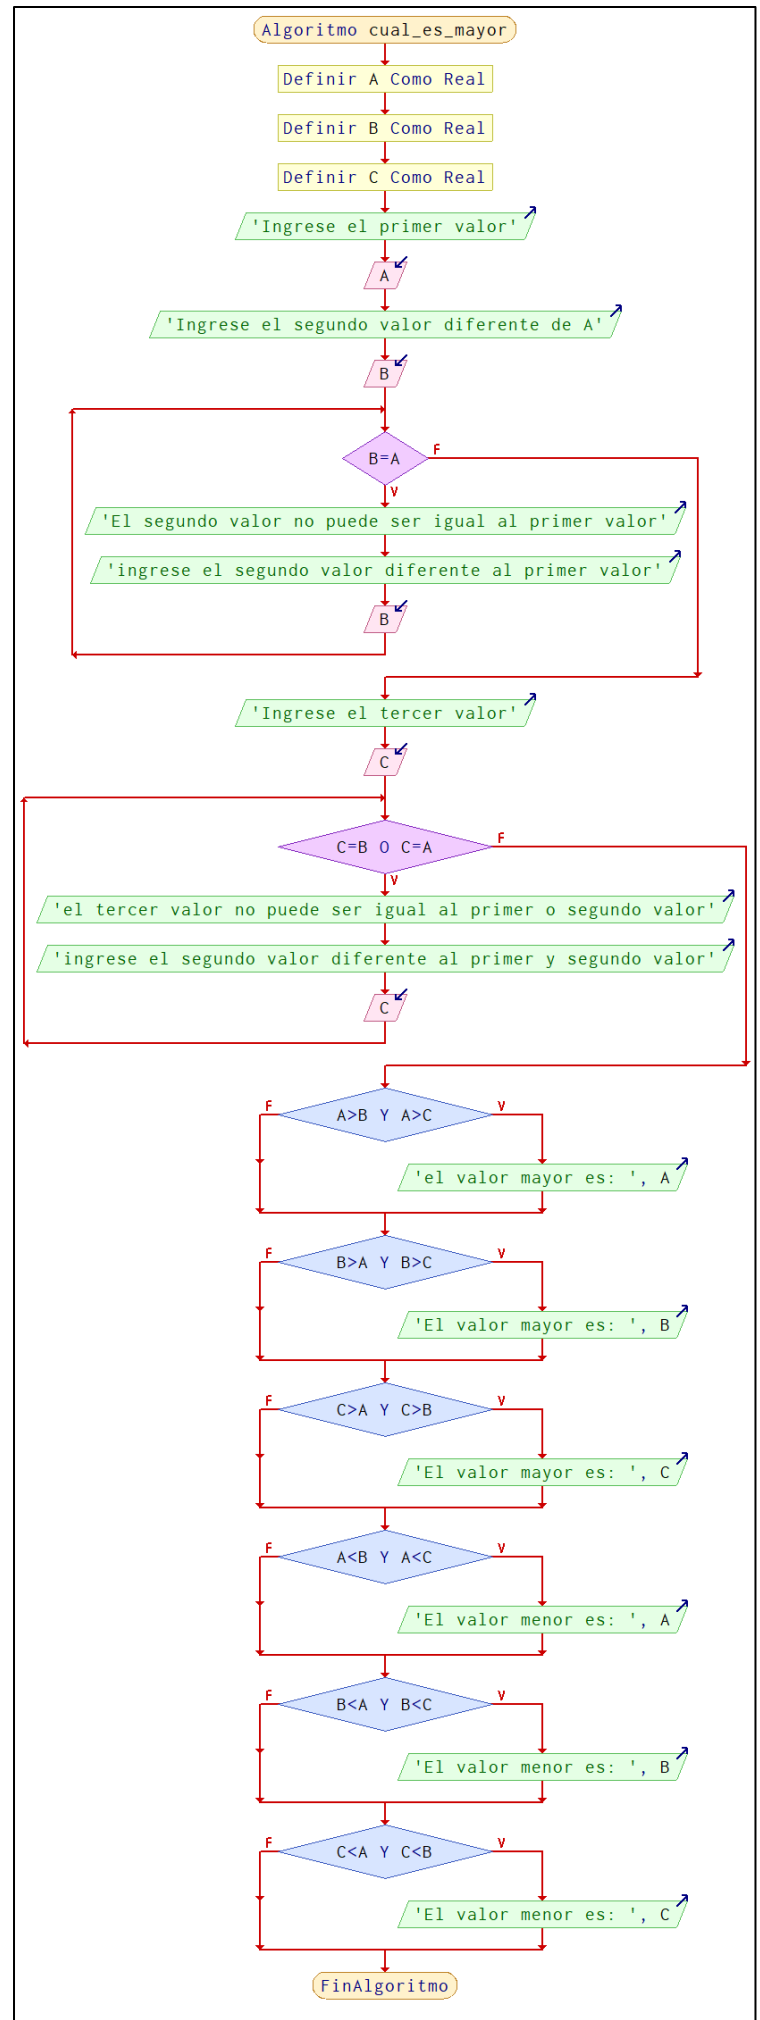 Algoritmo cual_es_mayor
Definir A Como Real
Definir B Como Real
Definir C Como Real
'Ingrese el primer valor'
A
'Ingrese el segundo valor diferente de A'
B
B=A
F
V
'El segundo valor no puede ser igual al primer valor'
'ingrese el segundo valor diferente al primer valor'
B
'Ingrese el tercer valor'
C
C=B O C=A
F
V
'el tercer valor no puede ser igual al primer o segundo valor'
'ingrese el segundo valor diferente al primer y segundo valor'
C
F
A>B Y A>C
V
'el valor mayor es: ', A
F
B>A Y B>C
V
'El valor mayor es: ', B
F
C>A Y C>B
V
'El valor mayor es: ', C
F
A<B Y A<C
V
'El valor menor es: ', A
F
B<A Y B<C
V
'El valor menor es: ', B
F
C<A Y C<B
V
'El valor menor es: ', C
FinAlgoritmo